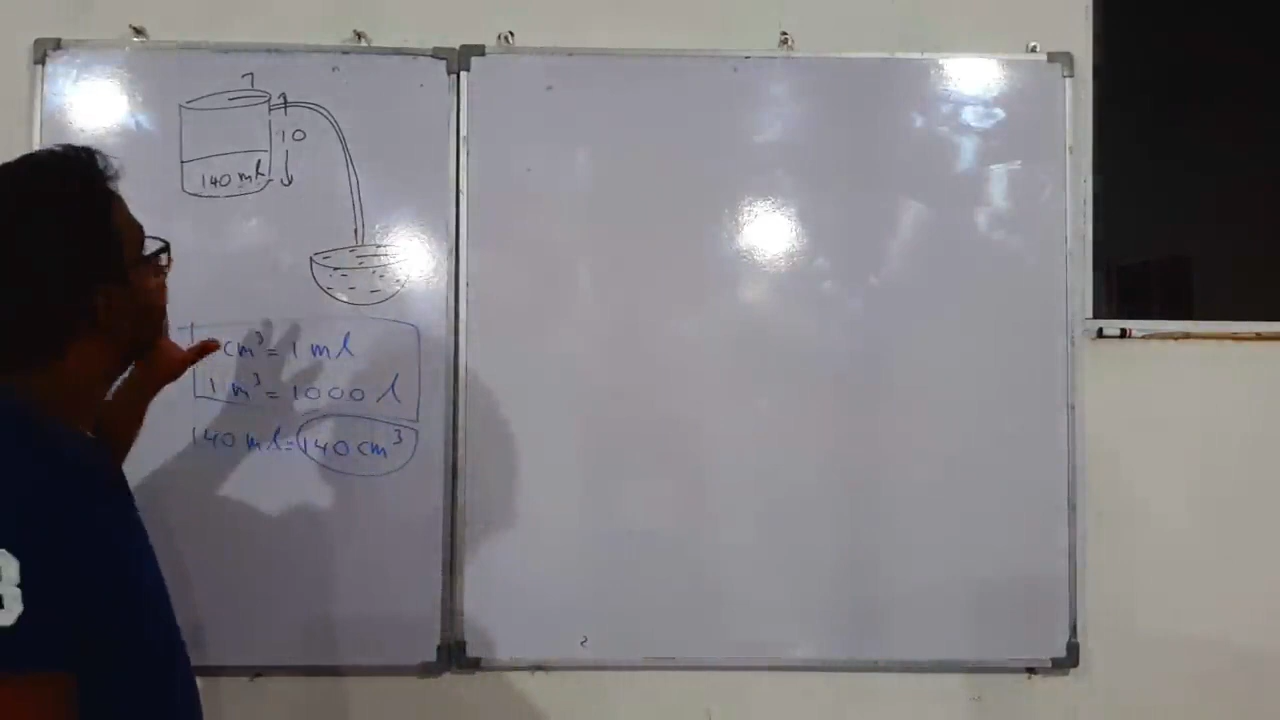 7
10
140 ml
cm³ = 1 ml
1 m³ = 1000 l
140 ml = 140 cm³